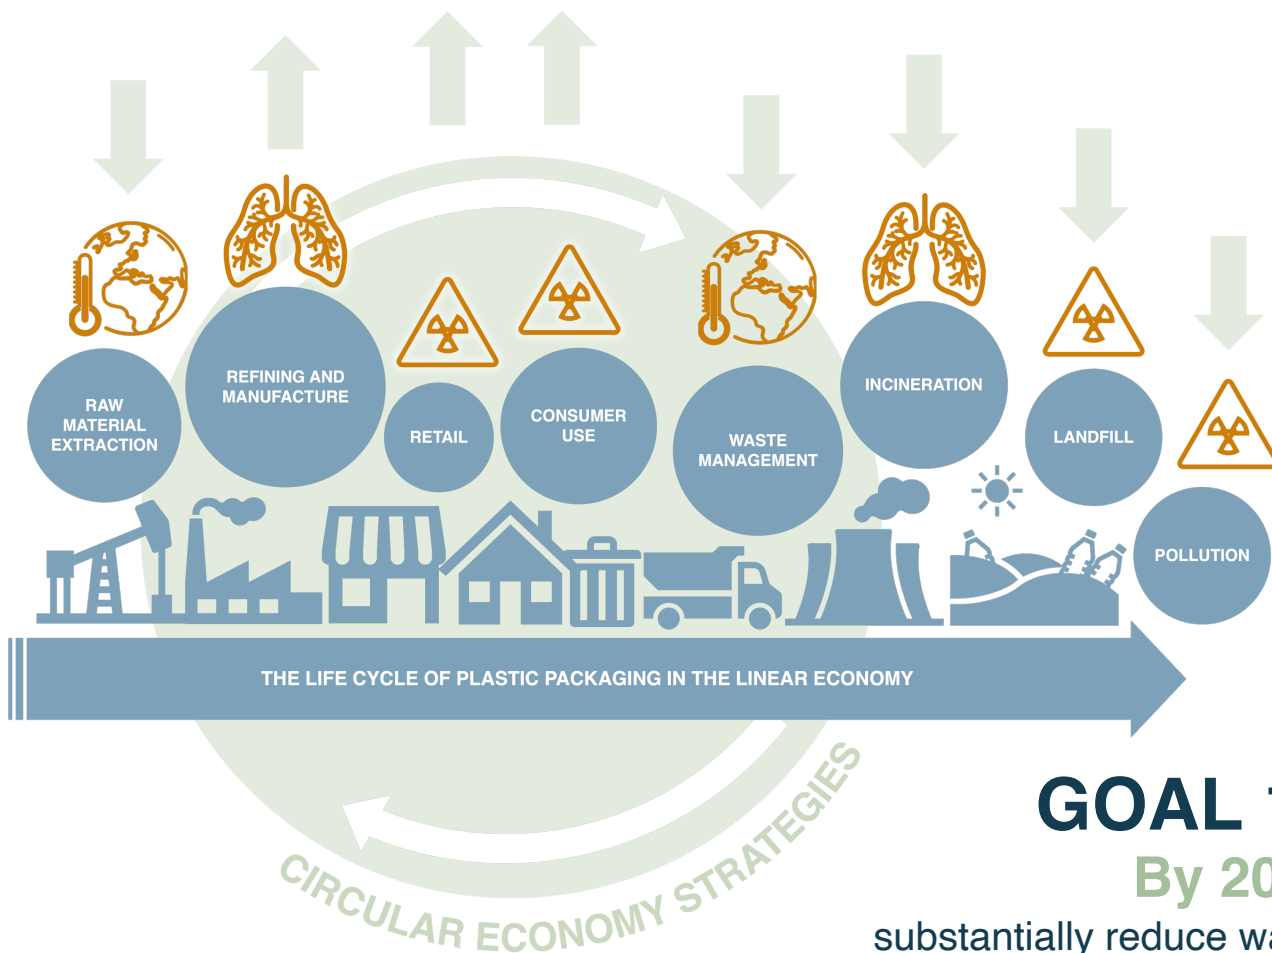 RAW
MATERIAL
EXTRACTION
REFINING AND
MANUFACTURE
RETAIL
CONSUMER
USE
WASTE
MANAGEMENT
INCINERATION
LANDFILL
POLLUTION
THE LIFE CYCLE OF PLASTIC PACKAGING IN THE LINEAR ECONOMY
CIRCULAR ECONOMY STRATEGIES
GOAL
By 20
substantially reduce